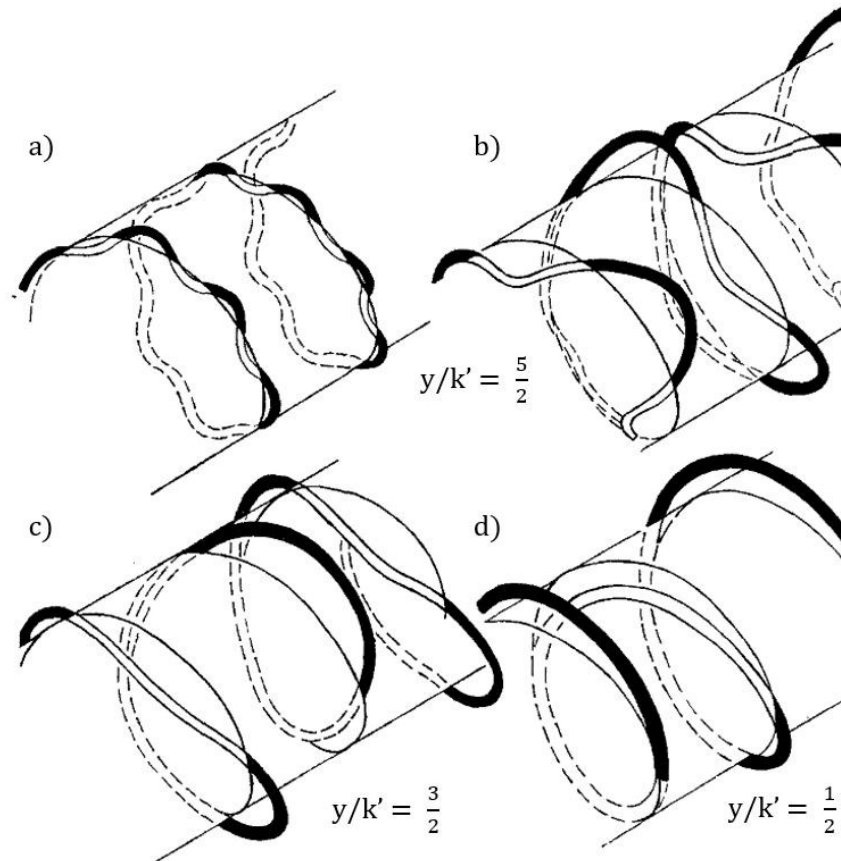 a)
b)
y/k’ = 5/2
c)
d)
y/k’ = 3/2
y/k’ = 1/2